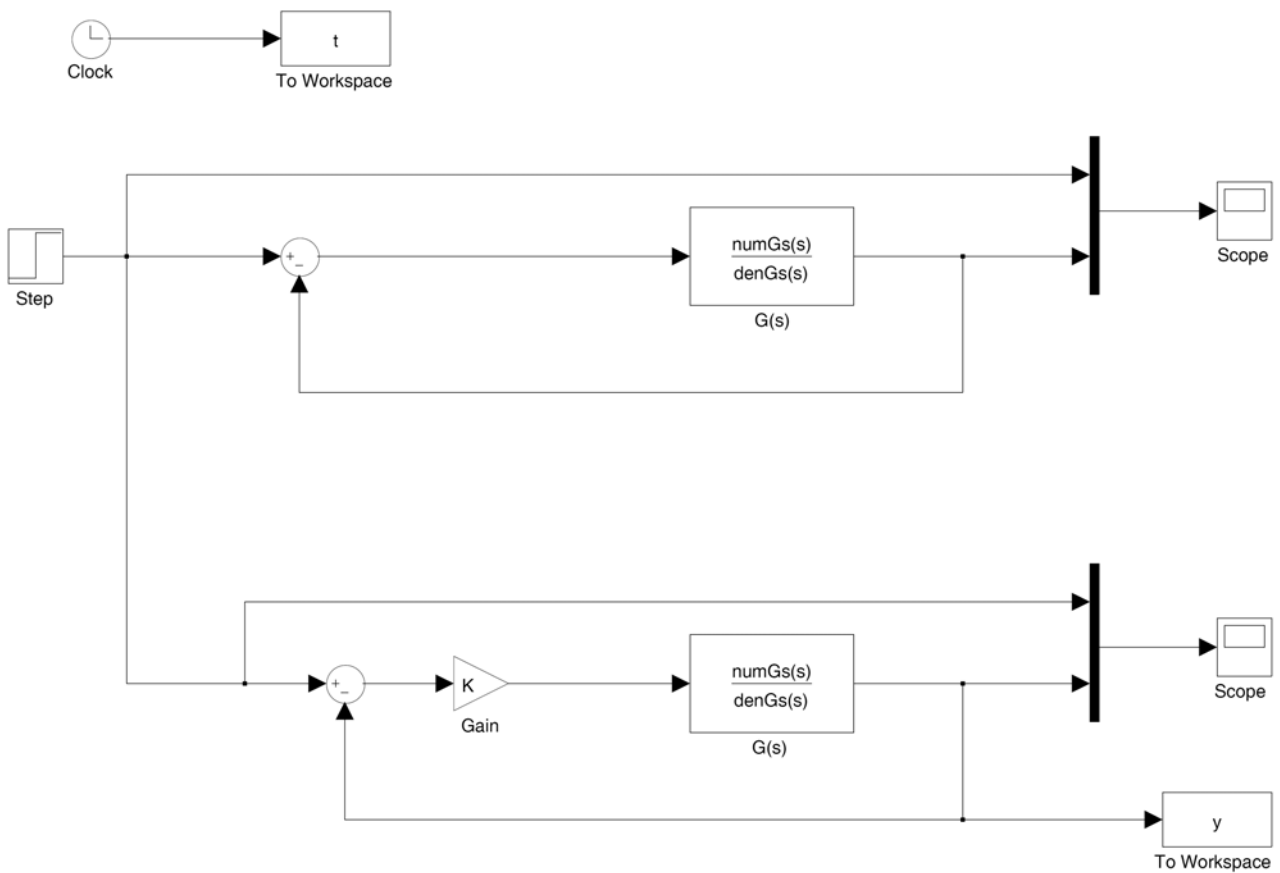 t
Clock
To Workspace
numGs(s)
denGs(s)
+
−
Scope
Step
G(s)
numGs(s)
denGs(s)
+
−
K
Scope
Gain
G(s)
y
To Workspace